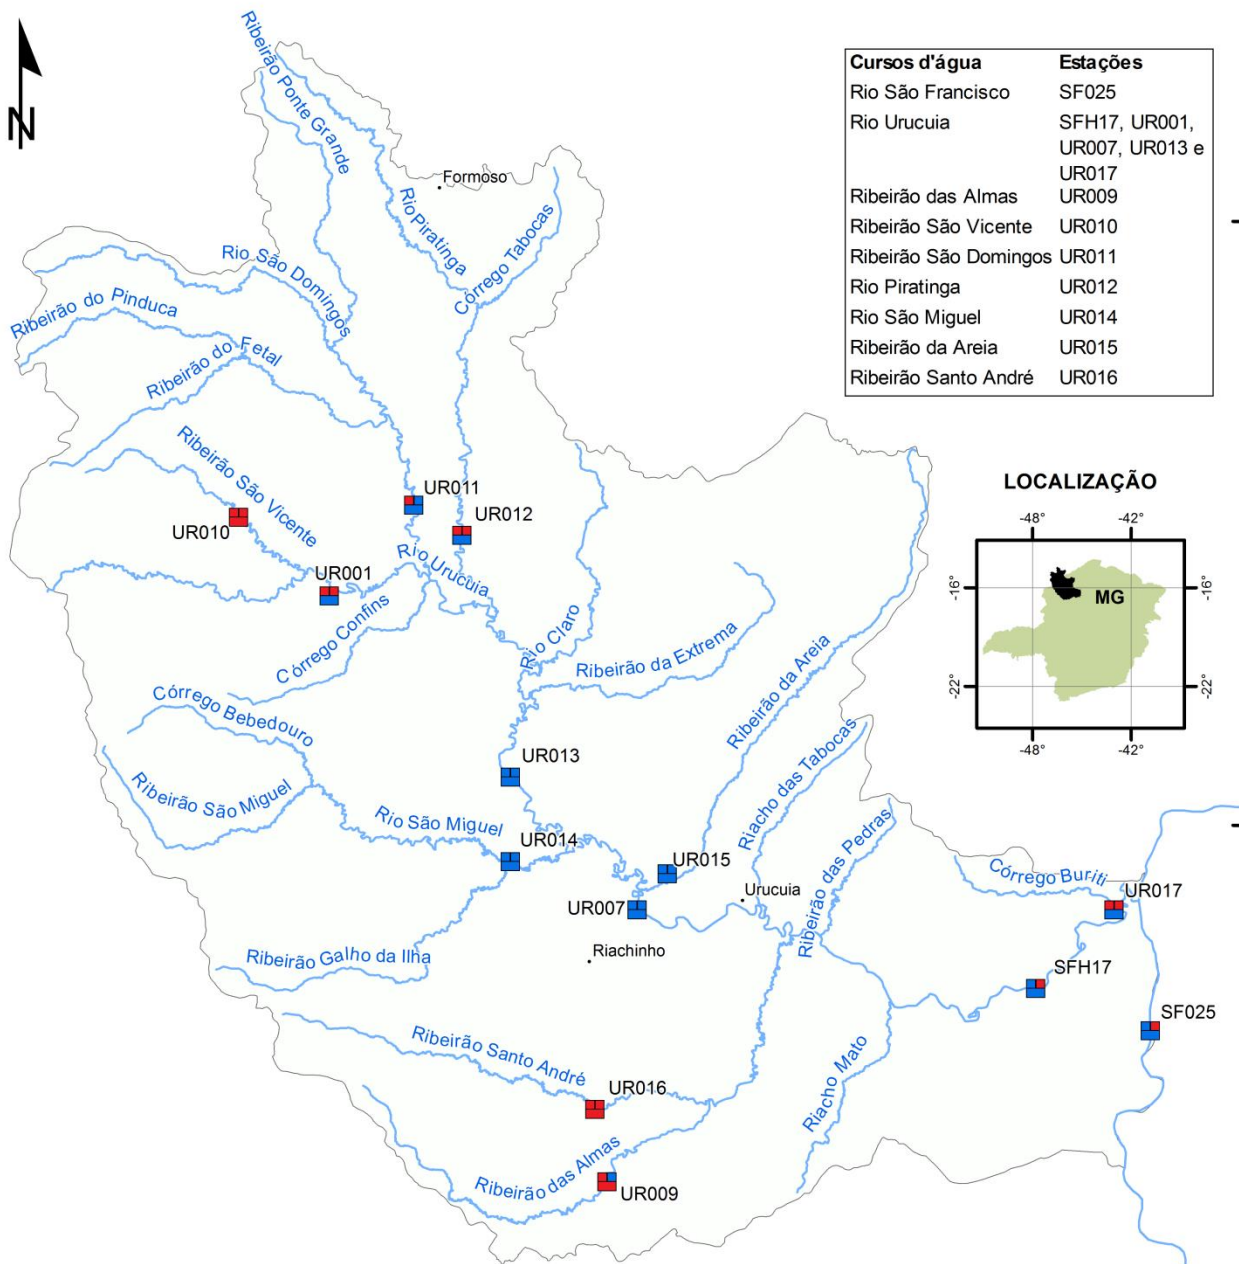 N
Cursos d'água Estações
Rio São Francisco SF025
Rio Urucuia SFH17, UR001,
UR007, UR013 e
UR017
Ribeirão das Almas UR009
Ribeirão São Vicente UR010
Ribeirão São Domingos UR011
Rio Piratinga UR012
Rio São Miguel UR014
Ribeirão da Areia UR015
Ribeirão Santo André UR016
Ribeirão Ponte Grande
Formoso
Rio Piratinga
Córrego Tabocas
Rio São Domingos
Ribeirão do Pinduca
Ribeirão do Fetal
Ribeirão São Vicente
UR010
UR011
UR012
UR001
Rio Urucuia
Córrego Confins
Rio Claro
Ribeirão da Extrema
Ribeirão da Areia
LOCALIZAÇÃO
-48° -42°
-16° -16°
MG
-22° -22°
-48° -42°
Córrego Bebedouro
Ribeirão São Miguel
Rio São Miguel
UR013
UR014
Riacho das Tabocas
Ribeirão das Pedras
UR015
Urucuia
UR007
Riachinho
Ribeirão Galho da Ilha
Córrego Buriti
UR017
SFH17
SF025
Ribeirão Santo André
UR016
Riacho Mato
Ribeirão das Almas
UR009